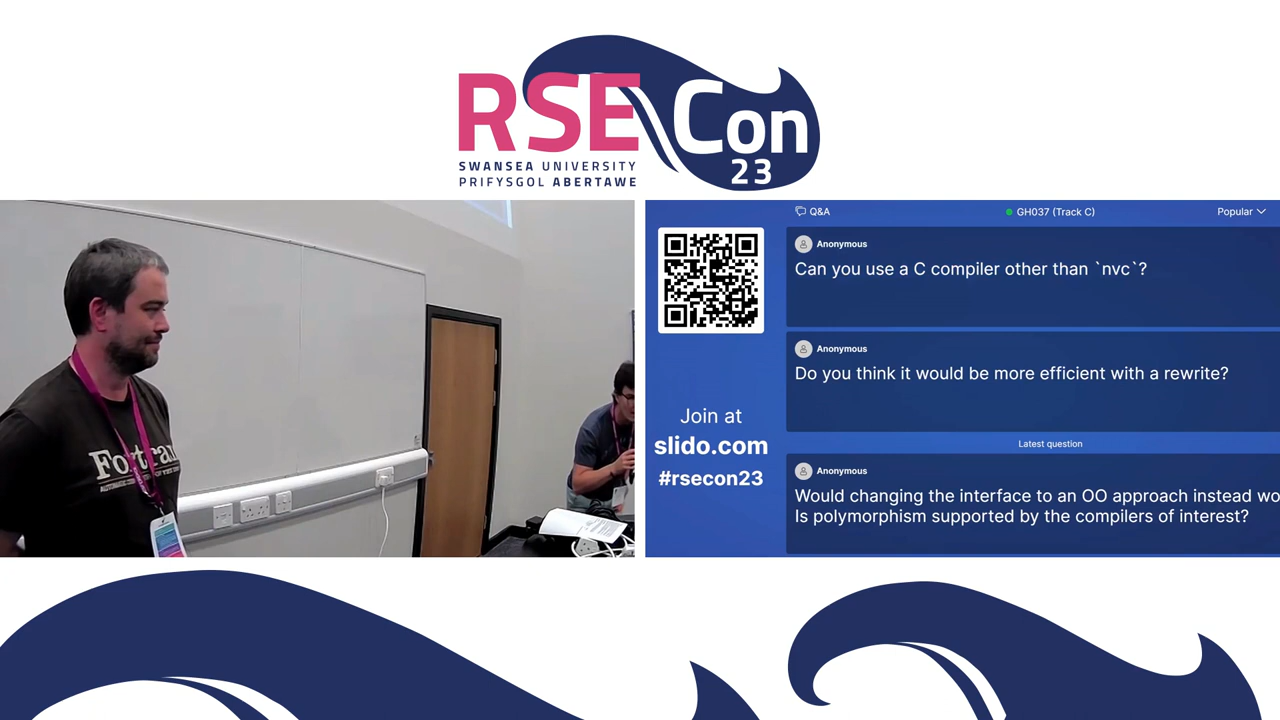 RSE Con
23
SWANSEA UNIVERSITY
PRIFYSGOL ABERTAWE
Fortran
Q&A
GH037 (Track C)
Popular
Anonymous
Can you use a C compiler other than `nvc`?
Anonymous
Do you think it would be more efficient with a rewrite?
Join at
slido.com
#rsecon23
Latest question
Anonymous
Would changing the interface to an OO approach instead wo
Is polymorphism supported by the compilers of interest?